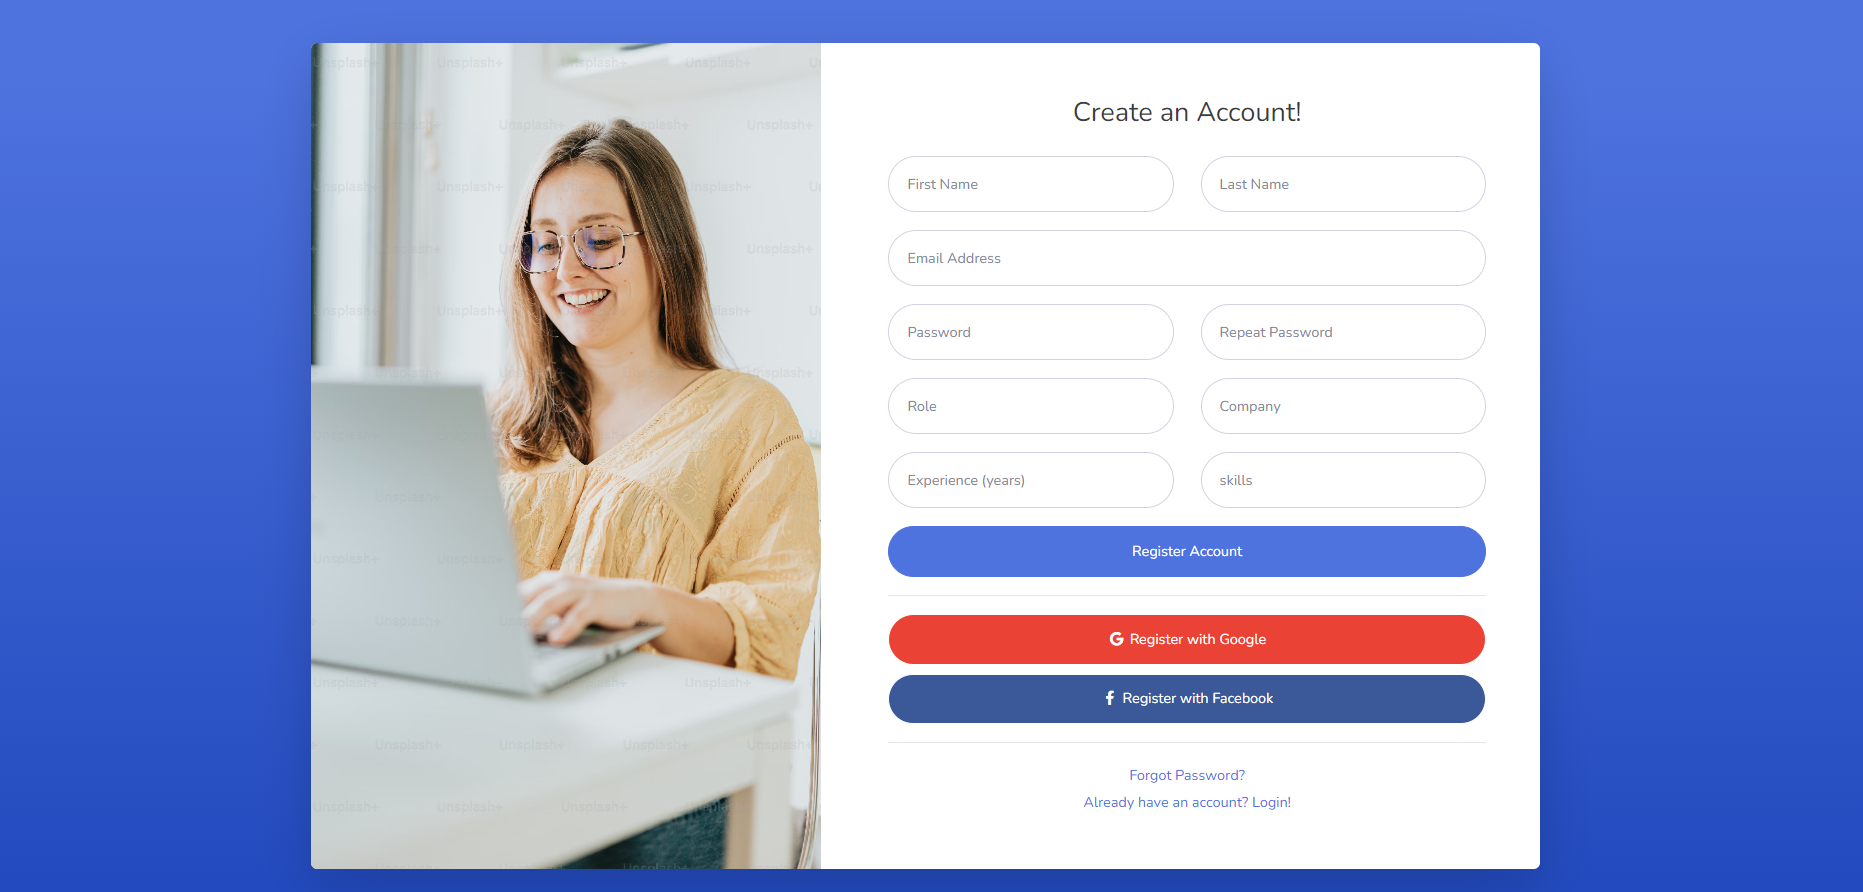 Create an Account!
First Name
Last Name
Email Address
Password
Repeat Password
Role
Company
Experience (years)
skills
Register Account
Register with Google
Register with Facebook
Forgot Password?
Already have an account? Login!
Unsplash+